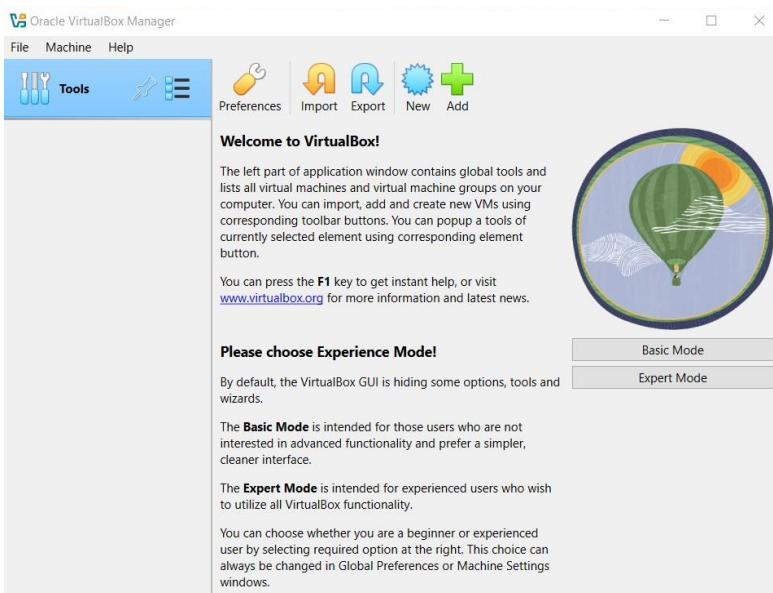 Oracle VirtualBox Manager
File Machine Help
Tools
Preferences Import Export New Add
Welcome to VirtualBox!
The left part of application window contains global tools and
lists all virtual machines and virtual machine groups on your
computer. You can import, add and create new VMs using
corresponding toolbar buttons. You can popup a tools of
currently selected element using corresponding element
button.
You can press the F1 key to get instant help, or visit
www.virtualbox.org for more information and latest news.
Please choose Experience Mode!
By default, the VirtualBox GUI is hiding some options, tools and
wizards.
The Basic Mode is intended for those users who are not
interested in advanced functionality and prefer a simpler,
cleaner interface.
The Expert Mode is intended for experienced users who wish
to utilize all VirtualBox functionality.
You can choose whether you are a beginner or experienced
user by selecting required option at the right. This choice can
always be changed in Global Preferences or Machine Settings
windows.
Basic Mode
Expert Mode